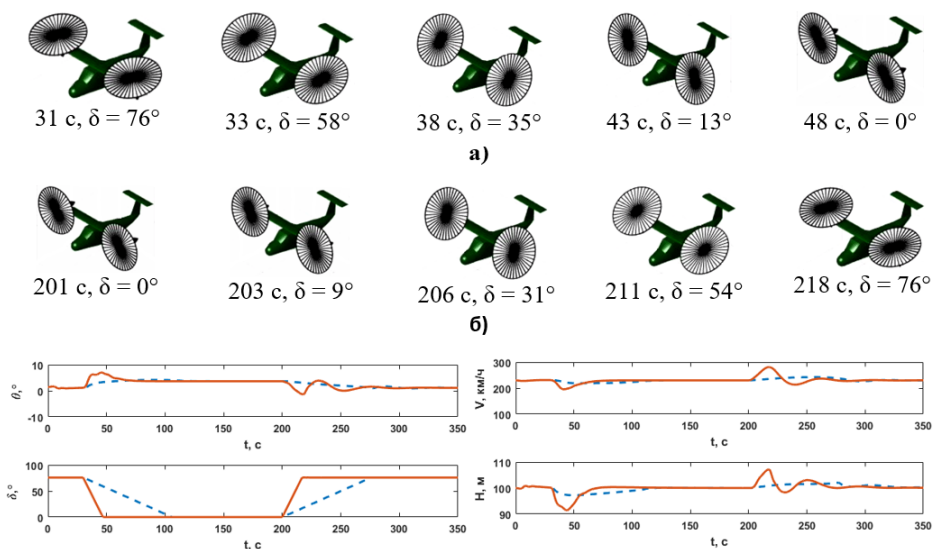 31 с, δ = 76° 33 с, δ = 58° 38 с, δ = 35° 43 с, δ = 13° 48 с, δ = 0°
а)
201 с, δ = 0° 203 с, δ = 9° 206 с, δ = 31° 211 с, δ = 54° 218 с, δ = 76°
б)
θ,°
10
0
-10
0 50 100 150 200 250 300 350
t, с
V, км/ч
300
200
100
0 50 100 150 200 250 300 350
t, с
δ,°
100
50
0
0 50 100 150 200 250 300 350
t, с
H, м
110
100
90
0 50 100 150 200 250 300 350
t, с